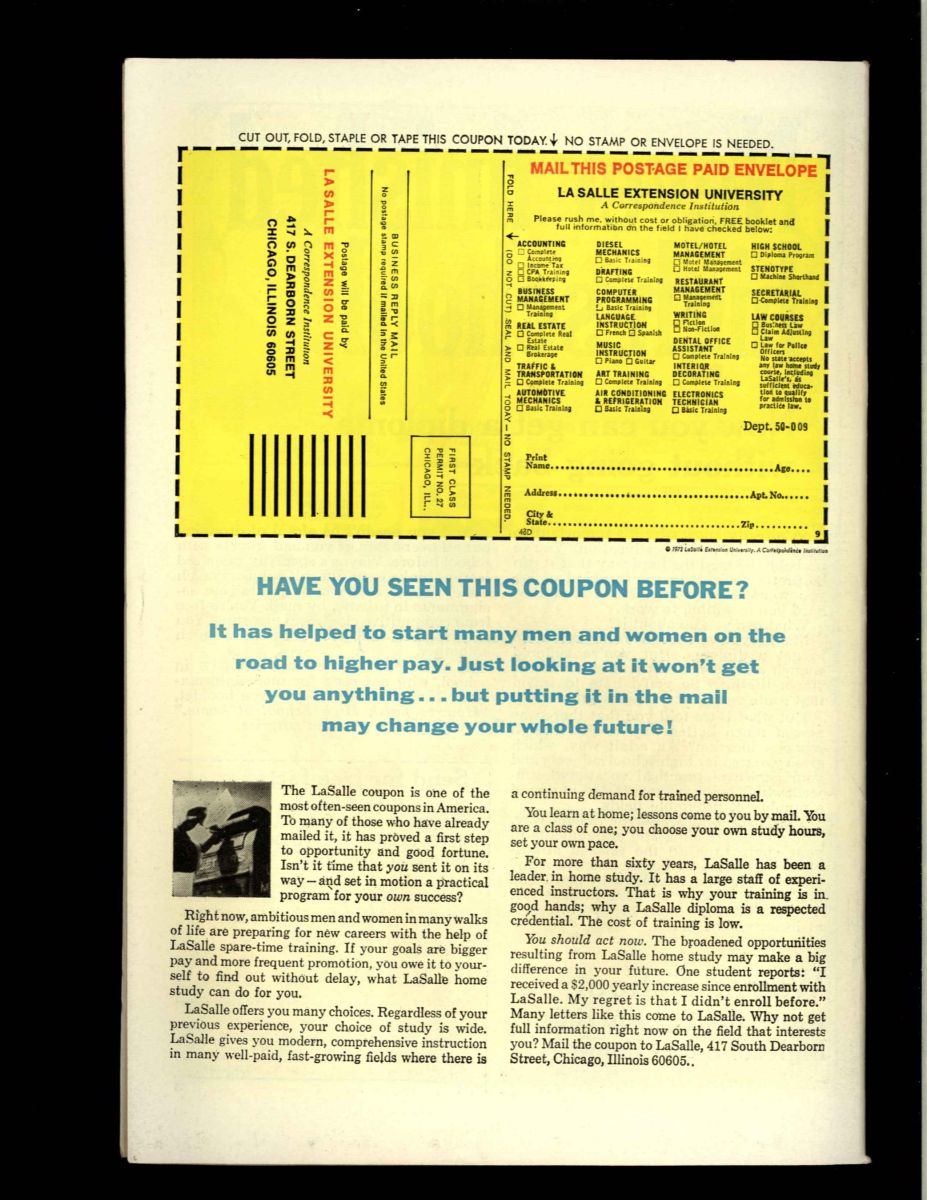 CUT OUT, FOLD, STAPLE OR TAPE THIS COUPON TODAY.↓ NO STAMP OR ENVELOPE IS NEEDED.
Postage will be paid by
LA SALLE EXTENSION UNIVERSITY
A Correspondence Institution
417 S. DEARBORN STREET
CHICAGO, ILLINOIS 60605
BUSINESS REPLY MAIL
No postage stamp required if mailed in the United States
FIRST CLASS
PERMIT NO. 27
CHICAGO, ILL.
FOLD HERE ← (DO NOT CUT) SEAL AND MAIL TODAY — NO STAMP NEEDED.
MAIL THIS POSTAGE PAID ENVELOPE
LA SALLE EXTENSION UNIVERSITY
A Correspondence Institution
Please rush me, without cost or obligation, FREE booklet and
full information on the field I have checked below:
ACCOUNTING
□ Complete
Accounting
□ Income Tax
□ CPA Training
□ Bookkeeping
BUSINESS
MANAGEMENT
□ Management
Training
REAL ESTATE
□ Complete Real
Estate
□ Real Estate
Brokerage
TRAFFIC &
TRANSPORTATION
□ Complete Training
AUTOMOTIVE
MECHANICS
□ Basic Training
DIESEL
MECHANICS
□ Basic Training
DRAFTING
□ Complete Training
COMPUTER
PROGRAMMING
□ Basic Training
LANGUAGE
INSTRUCTION
□ French □ Spanish
MUSIC
INSTRUCTION
□ Piano □ Guitar
ART TRAINING
□ Complete Training
AIR CONDITIONING
& REFRIGERATION
□ Basic Training
MOTEL/HOTEL
MANAGEMENT
□ Motel Management
□ Hotel Management
RESTAURANT
MANAGEMENT
□ Management
Training
WRITING
□ Fiction
□ Non-Fiction
DENTAL OFFICE
ASSISTANT
□ Complete Training
INTERIOR
DECORATING
□ Complete Training
ELECTRONICS
TECHNICIAN
□ Basic Training
HIGH SCHOOL
□ Diploma Program
STENOTYPE
□ Machine Shorthand
SECRETARIAL
□ Complete Training
LAW COURSES
□ Business Law
□ Claim Adjusting
Law
□ Law for Police
Officers
No state accepts
any law home study
course, including
LaSalle's, as
sufficient educa-
tion to qualify
for admission to
practice law.
Dept. 50-009
Print
Name........Age....
Address........Apt. No......
City &
State........Zip..........
48D
9
© 1972 LaSalle Extension University. A Correspondence Institution
HAVE YOU SEEN THIS COUPON BEFORE?
It has helped to start many men and women on the
road to higher pay. Just looking at it won't get
you anything...but putting it in the mail
may change your whole future!
The LaSalle coupon is one of the
most often-seen coupons in America.
To many of those who have already
mailed it, it has proved a first step
to opportunity and good fortune.
Isn't it time that you sent it on its
way — and set in motion a practical
program for your own success?
Right now, ambitious men and women in many walks
of life are preparing for new careers with the help of
LaSalle spare-time training. If your goals are bigger
pay and more frequent promotion, you owe it to your-
self to find out without delay, what LaSalle home
study can do for you.
LaSalle offers you many choices. Regardless of your
previous experience, your choice of study is wide.
LaSalle gives you modern, comprehensive instruction
in many well-paid, fast-growing fields where there is
a continuing demand for trained personnel.
You learn at home; lessons come to you by mail. You
are a class of one; you choose your own study hours,
set your own pace.
For more than sixty years, LaSalle has been a
leader in home study. It has a large staff of experi-
enced instructors. That is why your training is in
good hands; why a LaSalle diploma is a respected
credential. The cost of training is low.
You should act now. The broadened opportunities
resulting from LaSalle home study may make a big
difference in your future. One student reports: "I
received a $2,000 yearly increase since enrollment with
LaSalle. My regret is that I didn't enroll before."
Many letters like this come to LaSalle. Why not get
full information right now on the field that interests
you? Mail the coupon to LaSalle, 417 South Dearborn
Street, Chicago, Illinois 60605..